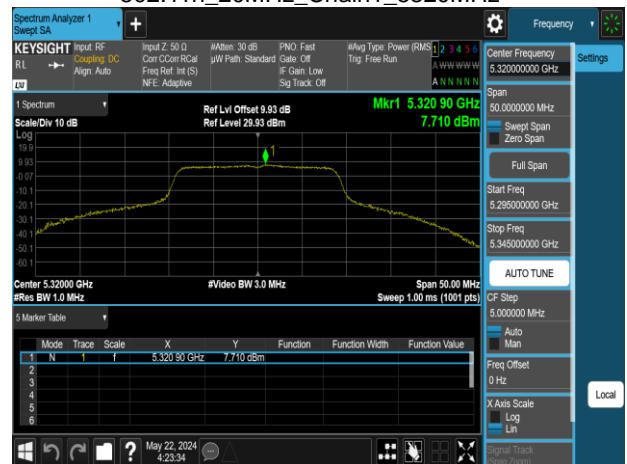 Spectrum Analyzer 1
Swept SA
Frequency
KEYSIGHT
RL
Input: RF
Coupling: DC
Align: Auto
Input Z: 50 Ω
Corr CCorr RCal
Freq Ref: Int (S)
NFE: Adaptive
#Atten: 30 dB
µW Path: Standard
PNO: Fast
Gate: Off
IF Gain: Low
Sig Track: Off
#Avg Type: Power (RMS
Trig: Free Run
1 2 3 4 5 6
A W W W W W
A N N N N N
LXI
1 Spectrum
Scale/Div 10 dB
Log
Ref Lvl Offset 9.93 dB
Ref Level 29.93 dBm
Mkr1 5.320 90 GHz
7.710 dBm
1
19.9
9.93
-0.07
-10.1
-20.1
-30.1
-40.1
-50.1
-60.1
Center 5.32000 GHz
#Video BW 3.0 MHz
Span 50.00 MHz
#Res BW 1.0 MHz
Sweep 1.00 ms (1001 pts)
5 Marker Table
Mode Trace Scale X Y Function Function Width Function Value
1 N 1 f 5.320 90 GHz 7.710 dBm
2
3
4
5
6
May 22, 2024
4:23:34
Center Frequency
5.320000000 GHz
Span
50.0000000 MHz
Swept Span
Zero Span
Full Span
Start Freq
5.295000000 GHz
Stop Freq
5.345000000 GHz
AUTO TUNE
CF Step
5.000000 MHz
Auto
Man
Freq Offset
0 Hz
X Axis Scale
Log
Lin
Signal Track
(Span Zoom)
Settings
Local